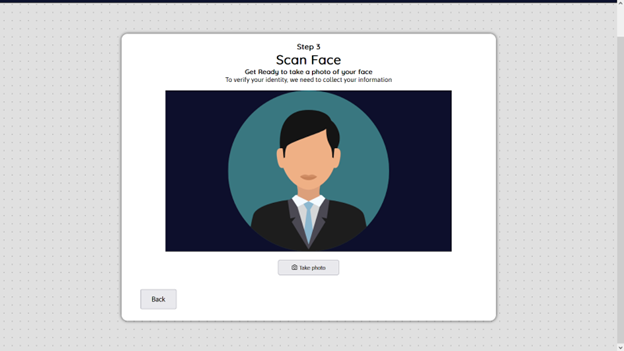 Step 3
Scan Face
Get Ready to take a photo of your face
To verify your identity, we need to collect your information
Take photo
Back